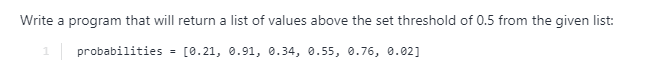 Write a program that will return a list of values above the set threshold of 0.5 from the given list:
1 probabilities = [0.21, 0.91, 0.34, 0.55, 0.76, 0.02]